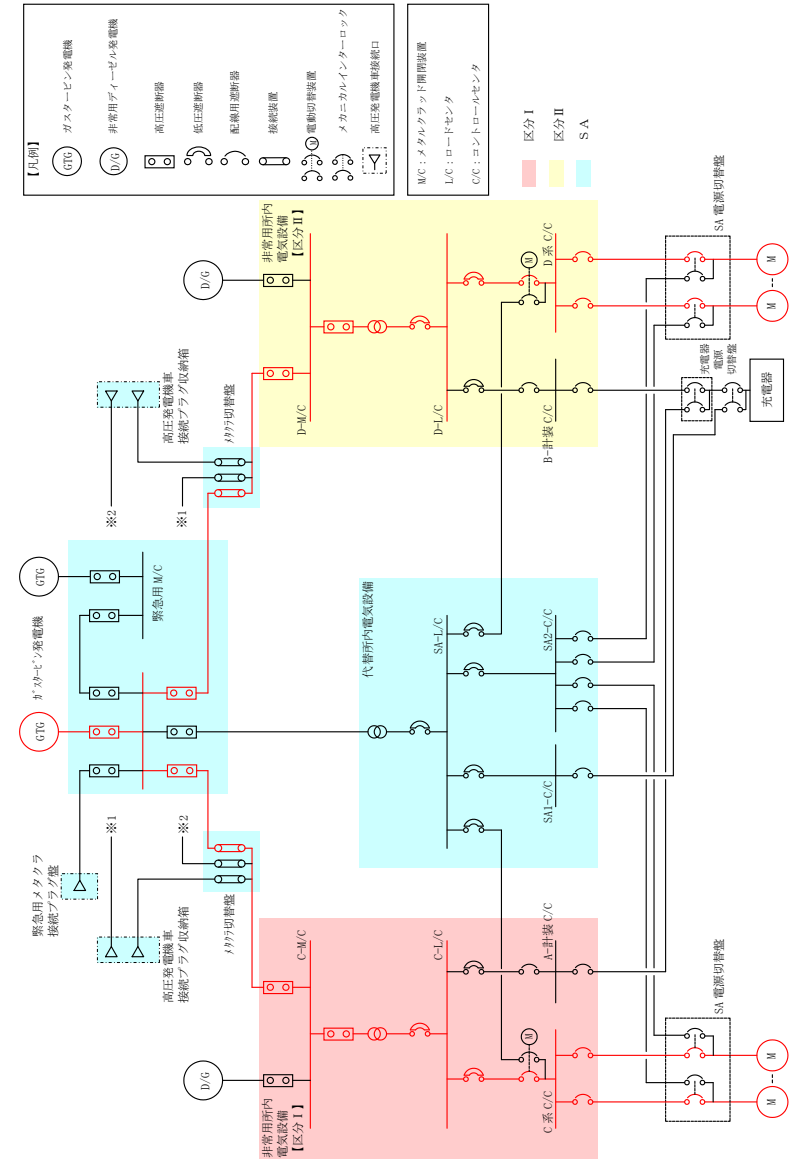 【凡例】
GTG
ガスタービン発電機
D/G
非常用ディーゼル発電機
高圧遮断器
低圧遮断器
配線用遮断器
接続装置
M
電動切替装置
メカニカルインターロック
高圧発電機車接続口
M/C：メタルクラッド開閉装置
L/C：ロードセンタ
C/C：コントロールセンタ
区分Ⅰ
区分Ⅱ
SA
緊急用メタクラ
接続プラグ盤
GTG
ガスタービン発電機
GTG
緊急用 M/C
高圧発電機車
接続プラグ収納箱
※1
※2
メタクラ切替盤
高圧発電機車
接続プラグ収納箱
※2
※1
メタクラ切替盤
D/G
非常用所内
電気設備
【区分Ⅰ】
C-M/C
C-L/C
M
C系 C/C
A-計装 C/C
代替所内電気設備
SA-L/C
SA1-C/C
SA2-C/C
D/G
非常用所内
電気設備
【区分Ⅱ】
D-M/C
D-L/C
M
B-計装 C/C
D系 C/C
SA 電源切替盤
M
M
充電器
電源
切替盤
充電器
SA 電源切替盤
M
M